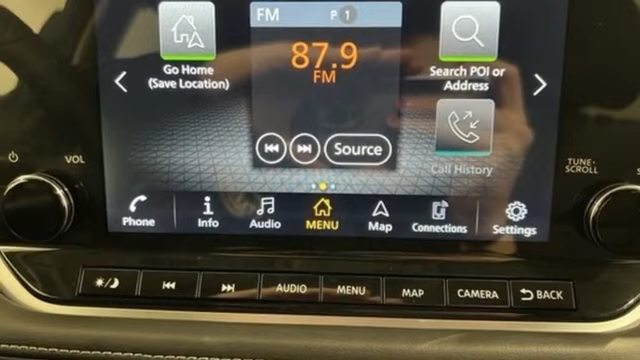 FM P 1
87.9
FM
Go Home
(Save Location)
Search POI or
Address
Source
Call History
VOL
TUNE-
SCROLL
Phone
Info
Audio
MENU
Map
Connections
Settings
AUDIO
MENU
MAP
CAMERA
BACK